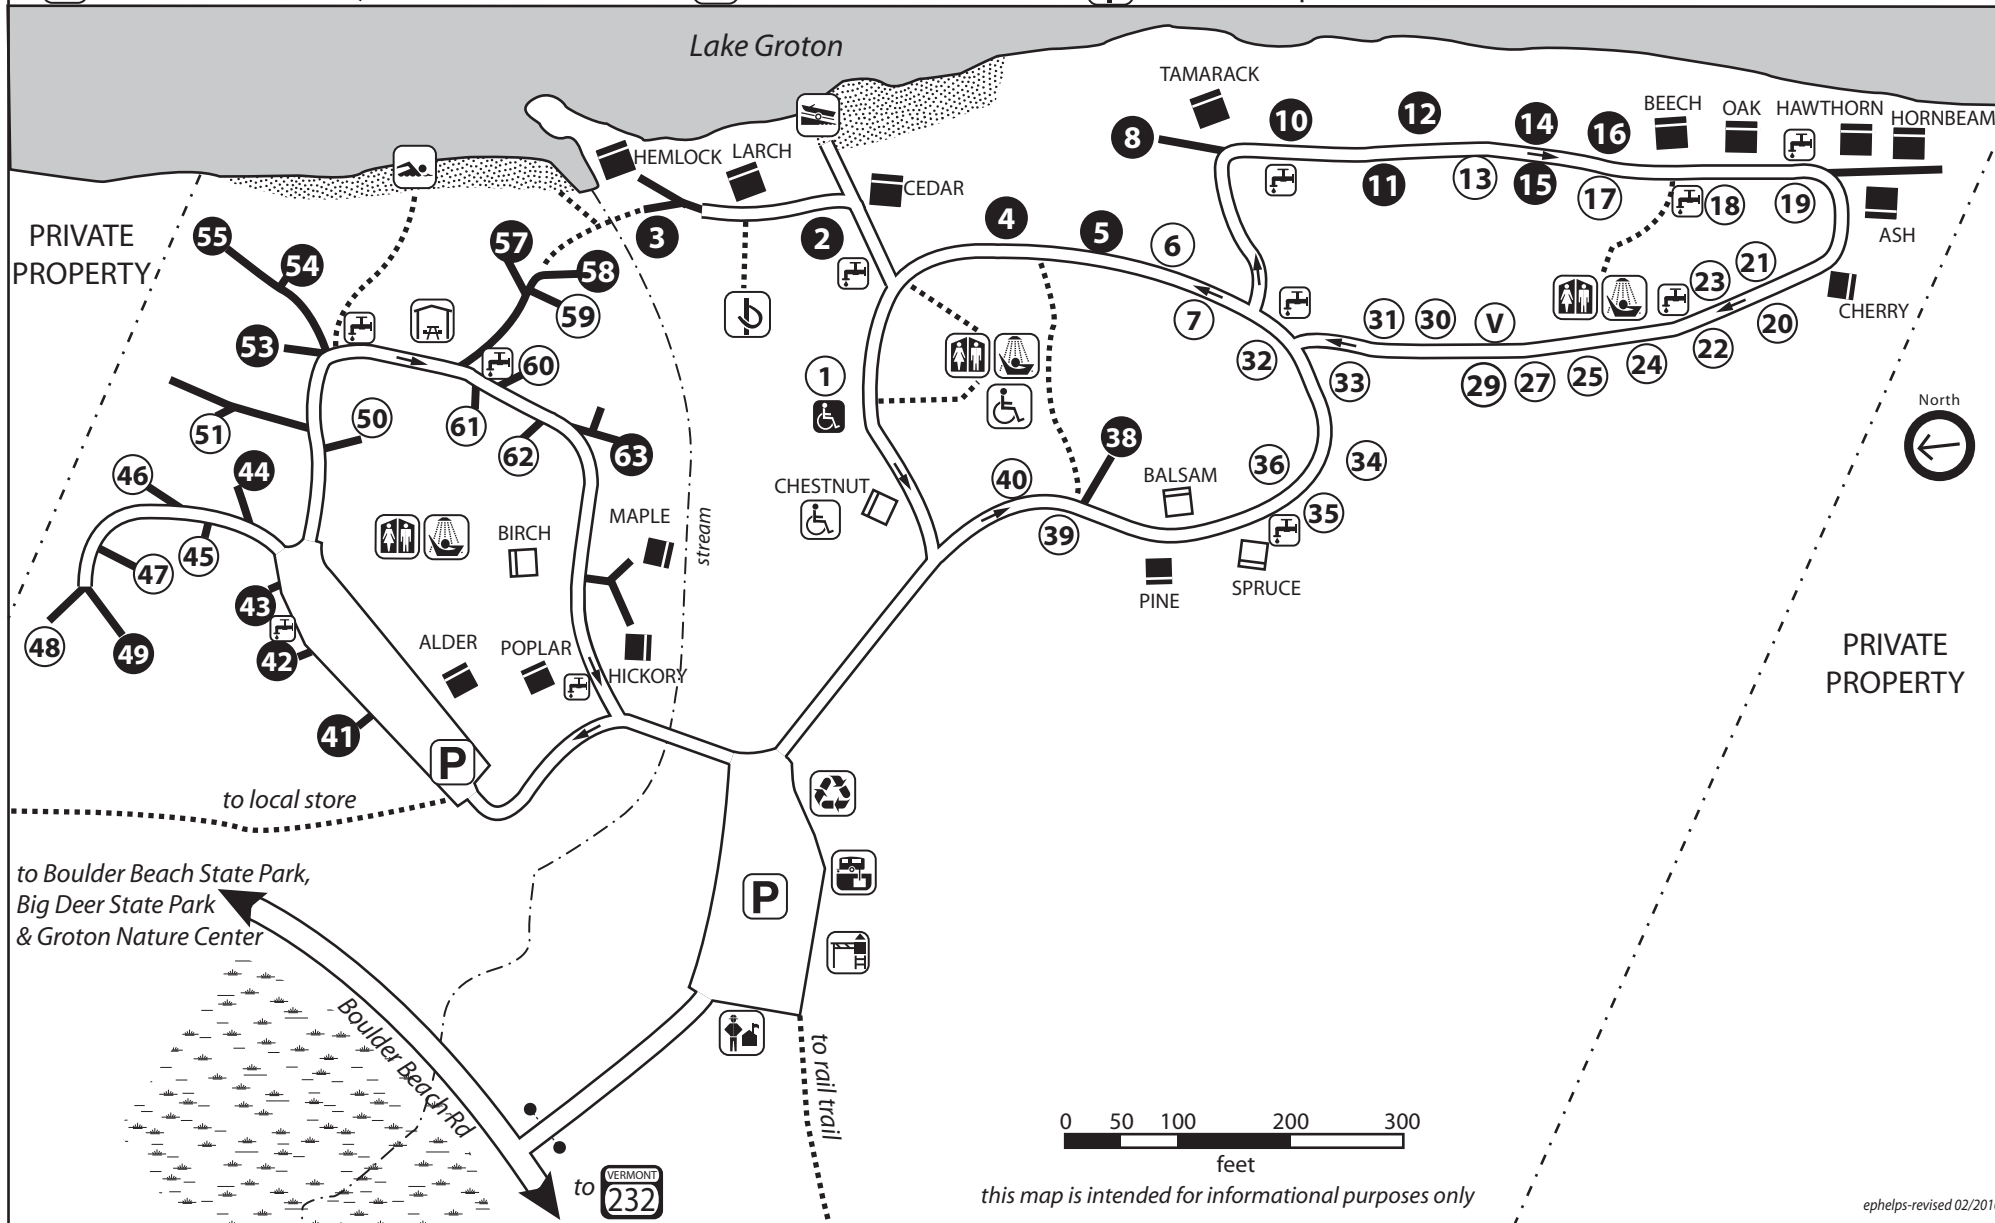 Lake Groton
TAMARACK
BEECH
OAK
HAWTHORN
HORNBEAM
HEMLOCK
LARCH
CEDAR
8
10
12
14
16
11
13
15
17
18
19
ASH
PRIVATE
PROPERTY
55
54
57
58
59
3
2
4
5
6
7
21
23
20
22
CHERRY
53
60
61
62
63
50
51
1
31
30
V
32
33
29
27
25
24
North
46
44
45
47
48
49
43
42
41
38
40
39
36
34
35
CHESTNUT
BALSAM
PINE
SPRUCE
BIRCH
MAPLE
stream
ALDER
POPLAR
HICKORY
PRIVATE
PROPERTY
P
to local store
to Boulder Beach State Park,
Big Deer State Park
& Groton Nature Center
P
Boulder Beach Rd
to rail trail
to
VERMONT
232
0 50 100 200 300
feet
this map is intended for informational purposes only